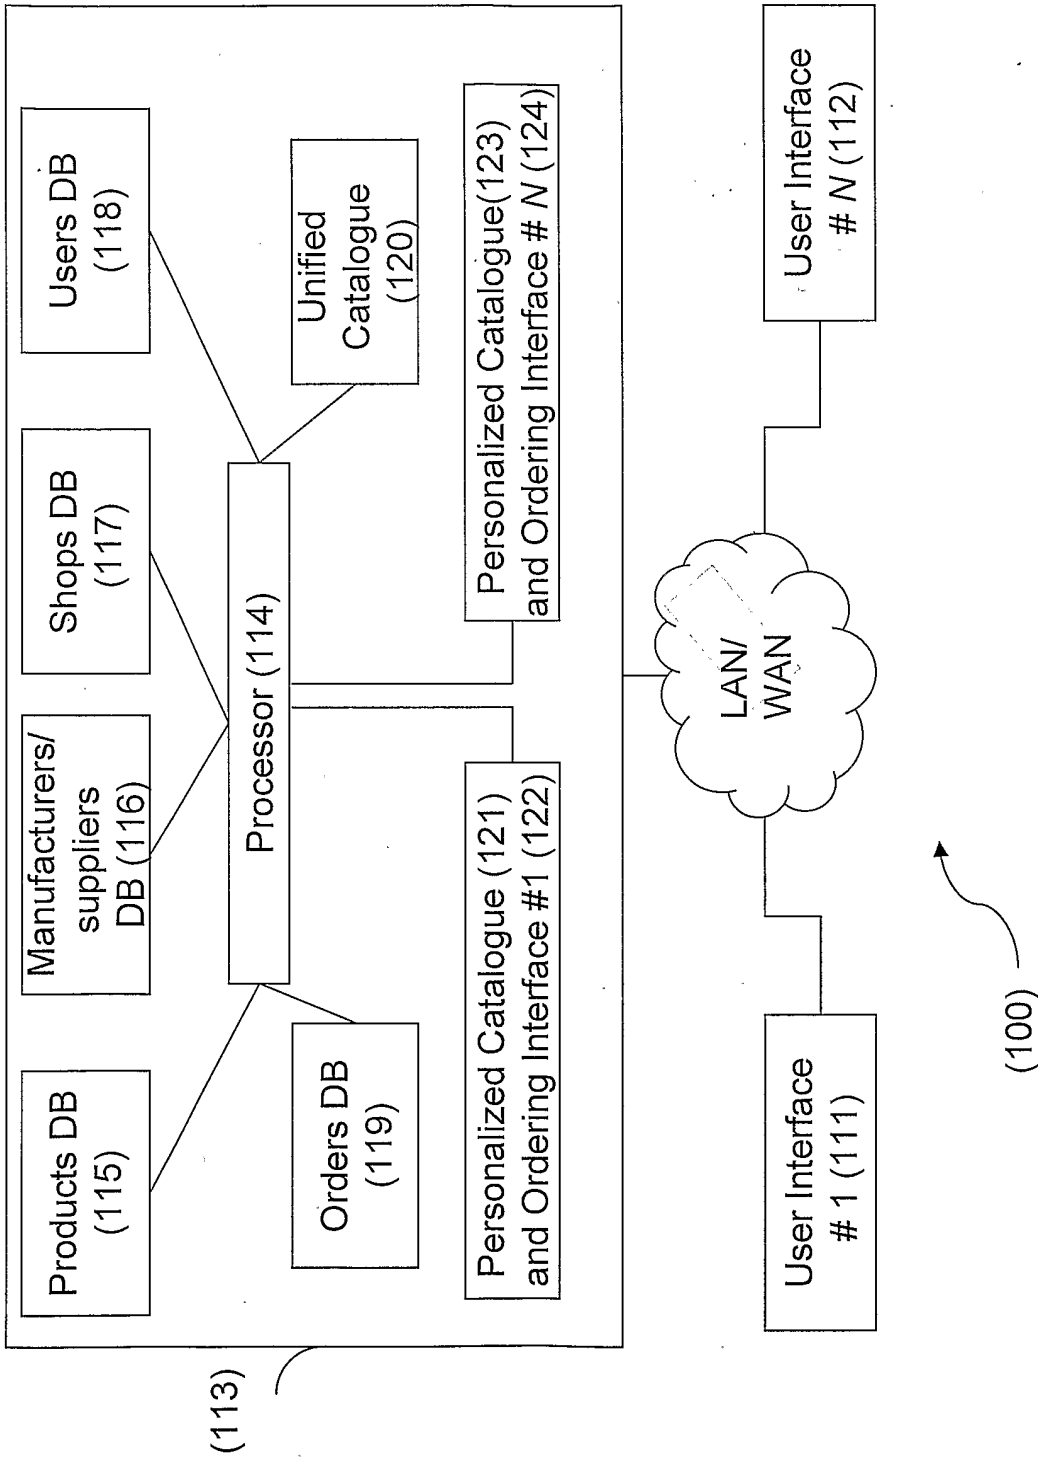 Products DB
(115)
Manufacturers/
suppliers
DB (116)
Shops DB
(117)
Users DB
(118)
Processor (114)
Orders DB
(119)
Unified
Catalogue
(120)
Personalized Catalogue (121)
and Ordering Interface #1 (122)
Personalized Catalogue(123)
and Ordering Interface # N (124)
(113)
LAN/
WAN
User Interface
# 1 (111)
User Interface
# N (112)
(100)